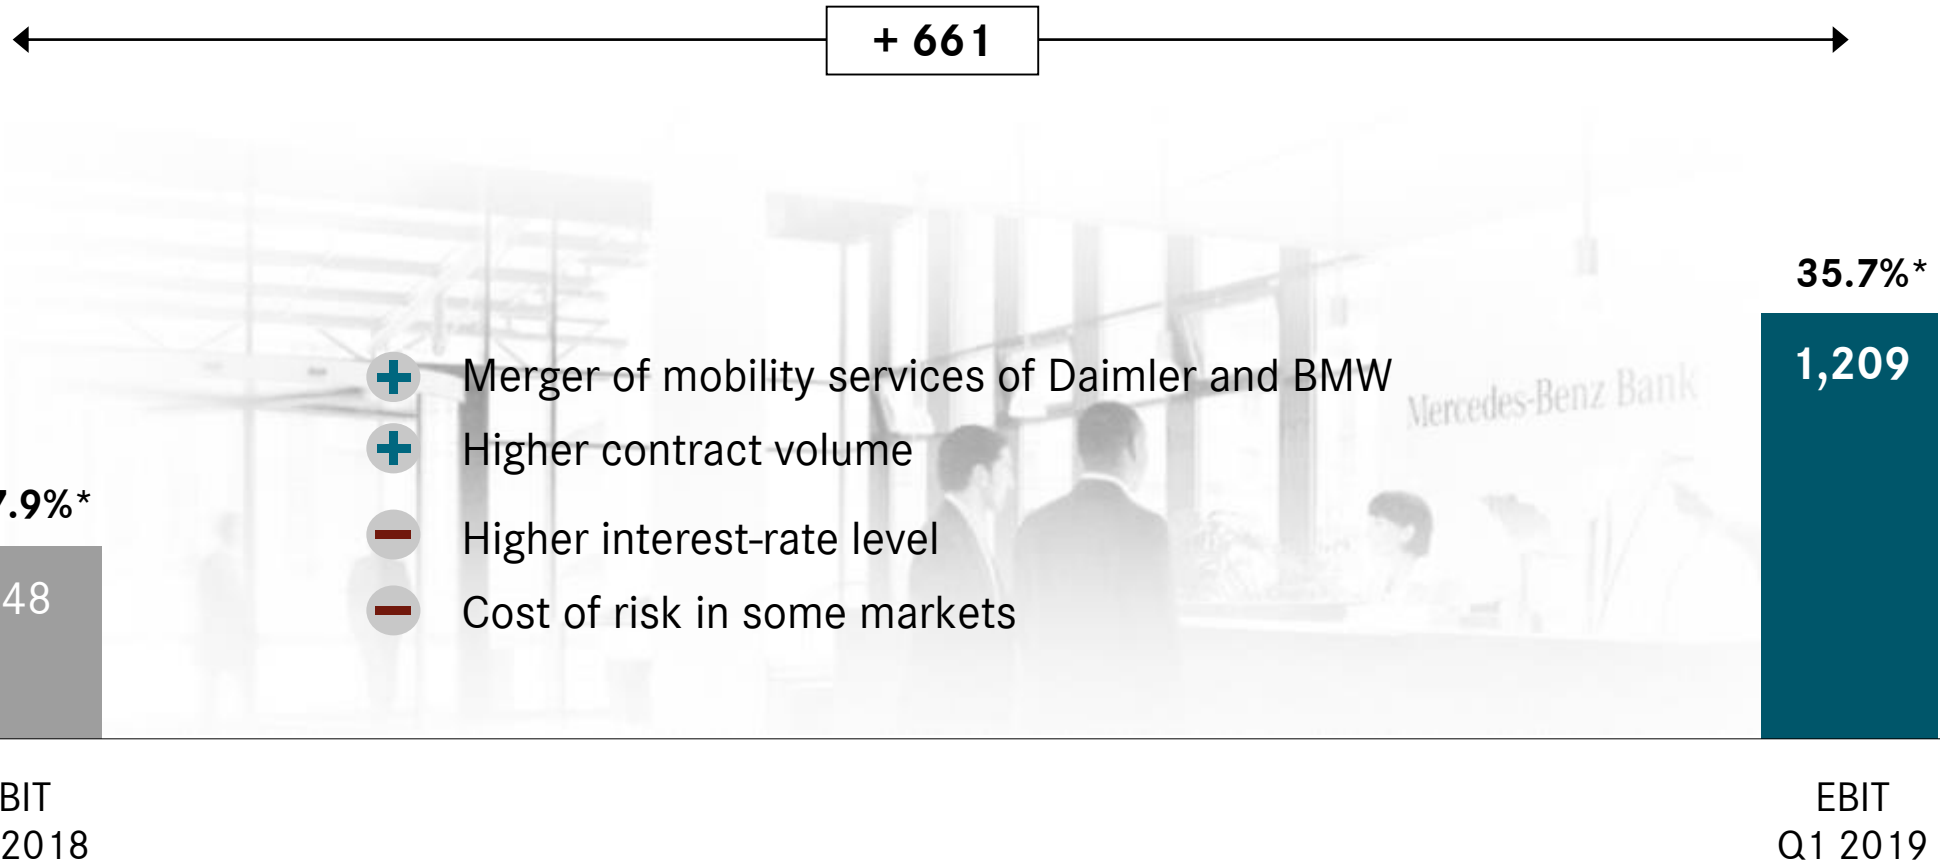 + 661
35.7%*
1,209
Merger of mobility services of Daimler and BMW
Mercedes-Benz Bank
Higher contract volume
7.9%*
Higher interest-rate level
48
Cost of risk in some markets
BIT
2018
EBIT
Q1 2019